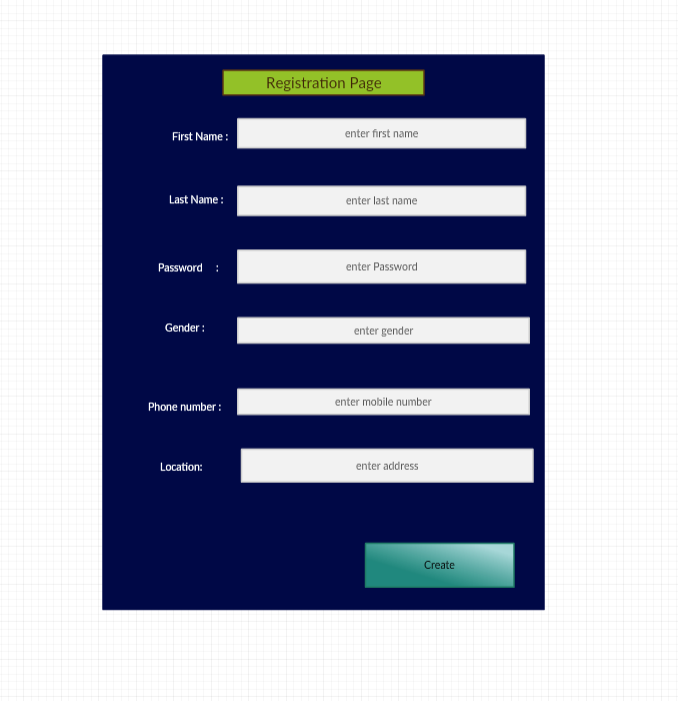 Registration Page
First Name : enter first name
Last Name : enter last name
Password : enter Password
Gender : enter gender
Phone number : enter mobile number
Location: enter address
Create